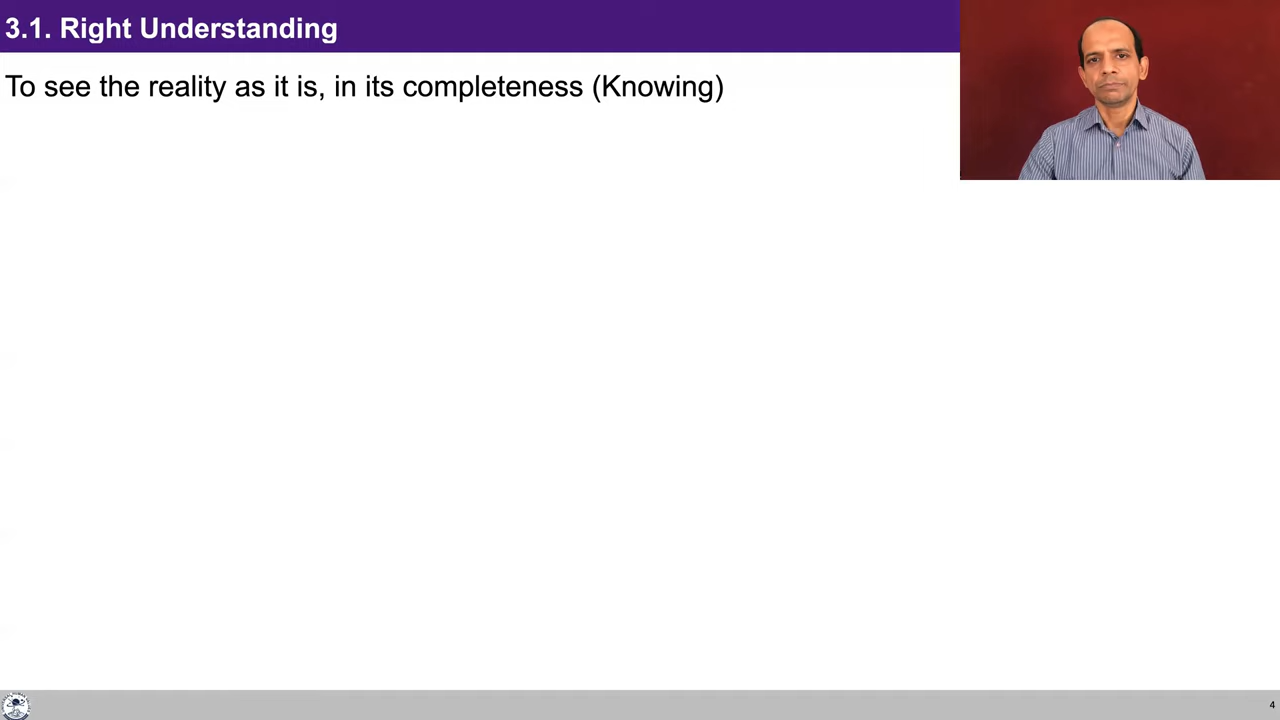 3.1. Right Understanding
To see the reality as it is, in its completeness (Knowing)
4